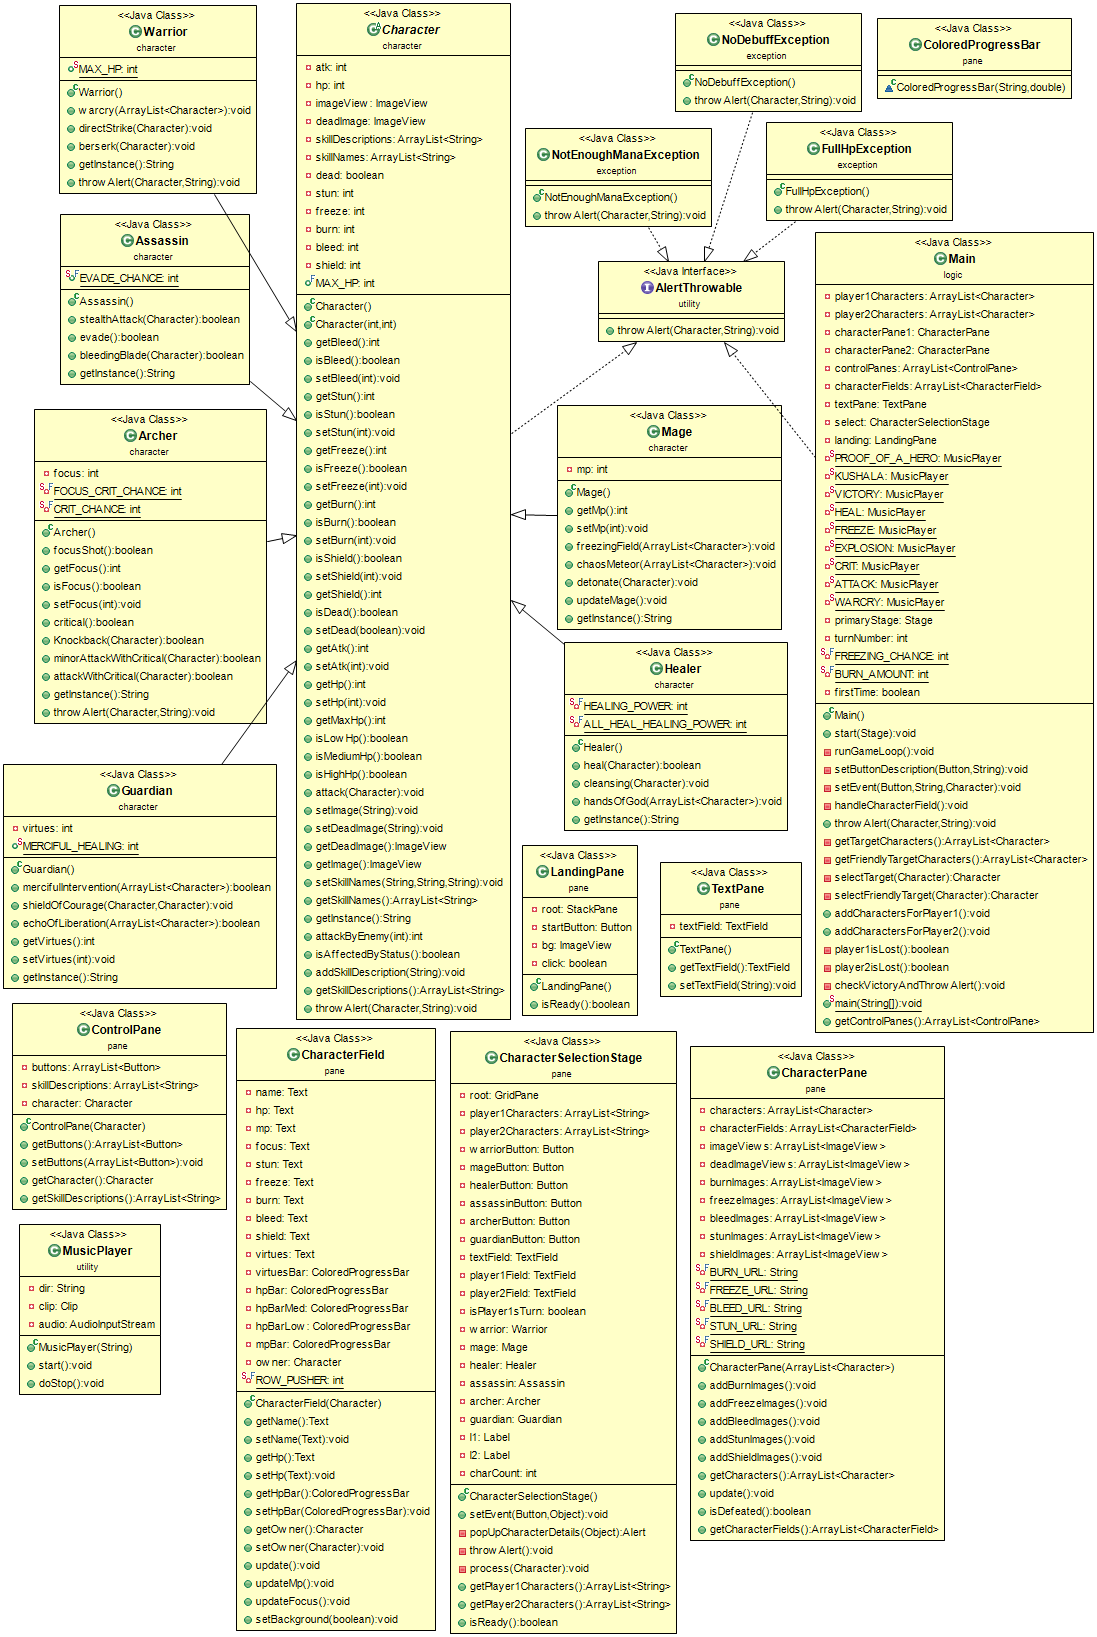 <<Java Class>>
Warrior
character
MAX_HP: int
Warrior()
warcry(ArrayList<Character>):void
directStrike(Character):void
berserk(Character):void
getInstance():String
throwAlert(Character,String):void
<<Java Class>>
Assassin
character
EVADE_CHANCE: int
Assassin()
stealthAttack(Character):boolean
evade():boolean
bleedingBlade(Character):boolean
getInstance():String
<<Java Class>>
Archer
character
focus: int
FOCUS_CRIT_CHANCE: int
CRIT_CHANCE: int
Archer()
focusShot():boolean
getFocus():int
isFocus():boolean
setFocus(int):void
critical():boolean
Knockback(Character):boolean
minorAttackWithCritical(Character):boolean
attackWithCritical(Character):boolean
getInstance():String
throwAlert(Character,String):void
<<Java Class>>
Guardian
character
virtues: int
MERCIFUL_HEALING: int
Guardian()
mercifulIntervention(ArrayList<Character>):boolean
shieldOfCourage(Character,Character):void
echoOfLiberation(ArrayList<Character>):boolean
getVirtues():int
setVirtues(int):void
getInstance():String
<<Java Class>>
Character
character
atk: int
hp: int
imageView: ImageView
deadImage: ImageView
skillDescriptions: ArrayList<String>
skillNames: ArrayList<String>
dead: boolean
stun: int
freeze: int
burn: int
bleed: int
shield: int
MAX_HP: int
Character()
Character(int,int)
getBleed():int
isBleed():boolean
setBleed(int):void
getStun():int
isStun():boolean
setStun(int):void
getFreeze():int
isFreeze():boolean
setFreeze(int):void
getBurn():int
isBurn():boolean
setBurn(int):void
isShield():boolean
setShield(int):void
getShield():int
isDead():boolean
setDead(boolean):void
getAtk():int
setAtk(int):void
getHp():int
setHp(int):void
getMaxHp():int
isLowHp():boolean
isMediumHp():boolean
isHighHp():boolean
attack(Character):void
setImage(String):void
setDeadImage(String):void
getDeadImage():ImageView
getImage():ImageView
setSkillNames(String,String,String):void
getSkillNames():ArrayList<String>
getInstance():String
attackByEnemy(int):int
isAffectedByStatus():boolean
addSkillDescription(String):void
getSkillDescriptions():ArrayList<String>
throwAlert(Character,String):void
<<Java Class>>
NoDebuffException
exception
NoDebuffException()
throwAlert(Character,String):void
<<Java Class>>
ColoredProgressBar
pane
ColoredProgressBar(String,double)
<<Java Class>>
NotEnoughManaException
exception
NotEnoughManaException()
throwAlert(Character,String):void
<<Java Class>>
FullHpException
exception
FullHpException()
throwAlert(Character,String):void
<<Java Interface>>
AlertThrowable
utility
throwAlert(Character,String):void
<<Java Class>>
Main
logic
player1Characters: ArrayList<Character>
player2Characters: ArrayList<Character>
characterPane1: CharacterPane
characterPane2: CharacterPane
controlPanes: ArrayList<ControlPane>
characterFields: ArrayList<CharacterField>
textPane: TextPane
select: CharacterSelectionStage
landing: LandingPane
PROOF_OF_A_HERO: MusicPlayer
KUSHALA: MusicPlayer
VICTORY: MusicPlayer
HEAL: MusicPlayer
FREEZE: MusicPlayer
EXPLOSION: MusicPlayer
CRIT: MusicPlayer
ATTACK: MusicPlayer
WARCRY: MusicPlayer
primaryStage: Stage
turnNumber: int
FREEZING_CHANCE: int
BURN_AMOUNT: int
firstTime: boolean
Main()
start(Stage):void
runGameLoop():void
setButtonDescription(Button,String):void
setEvent(Button,String,Character):void
handleCharacterField():void
throwAlert(Character,String):void
getTargetCharacters():ArrayList<Character>
getFriendlyTargetCharacters():ArrayList<Character>
selectTarget(Character):Character
selectFriendlyTarget(Character):Character
addCharactersForPlayer1():void
addCharactersForPlayer2():void
player1isLost():boolean
player2isLost():boolean
checkVictoryAndThrowAlert():void
main(String[]):void
getControlPanes():ArrayList<ControlPane>
<<Java Class>>
Mage
character
mp: int
Mage()
getMp():int
setMp(int):void
freezingField(ArrayList<Character>):void
chaosMeteor(ArrayList<Character>):void
detonate(Character):void
updateMage():void
getInstance():String
<<Java Class>>
Healer
character
HEALING_POWER: int
ALL_HEAL_HEALING_POWER: int
Healer()
heal(Character):boolean
cleansing(Character):void
handsOfGod(ArrayList<Character>):void
getInstance():String
<<Java Class>>
LandingPane
pane
root: StackPane
startButton: Button
bg: ImageView
click: boolean
LandingPane()
isReady():boolean
<<Java Class>>
TextPane
pane
textField: TextField
TextPane()
getTextField():TextField
setTextField(String):void
<<Java Class>>
ControlPane
pane
buttons: ArrayList<Button>
skillDescriptions: ArrayList<String>
character: Character
ControlPane(Character)
getButtons():ArrayList<Button>
setButtons(ArrayList<Button>):void
getCharacter():Character
getSkillDescriptions():ArrayList<String>
<<Java Class>>
MusicPlayer
utility
dir: String
clip: Clip
audio: AudioInputStream
MusicPlayer(String)
start():void
doStop():void
<<Java Class>>
CharacterField
pane
name: Text
hp: Text
mp: Text
focus: Text
stun: Text
freeze: Text
burn: Text
bleed: Text
shield: Text
virtues: Text
virtuesBar: ColoredProgressBar
hpBar: ColoredProgressBar
hpBarMed: ColoredProgressBar
hpBarLow: ColoredProgressBar
mpBar: ColoredProgressBar
owner: Character
ROW_PUSHER: int
CharacterField(Character)
getName():Text
setName(Text):void
getHp():Text
setHp(Text):void
getHpBar():ColoredProgressBar
setHpBar(ColoredProgressBar):void
getOwner():Character
setOwner(Character):void
update():void
updateMp():void
updateFocus():void
setBackground(boolean):void
<<Java Class>>
CharacterSelectionStage
pane
root: GridPane
player1Characters: ArrayList<String>
player2Characters: ArrayList<String>
warriorButton: Button
mageButton: Button
healerButton: Button
assassinButton: Button
archerButton: Button
guardianButton: Button
textField: TextField
player1Field: TextField
player2Field: TextField
isPlayer1sTurn: boolean
warrior: Warrior
mage: Mage
healer: Healer
assassin: Assassin
archer: Archer
guardian: Guardian
l1: Label
l2: Label
charCount: int
CharacterSelectionStage()
setEvent(Button,Object):void
popUpCharacterDetails(Object):Alert
throwAlert():void
process(Character):void
getPlayer1Characters():ArrayList<String>
getPlayer2Characters():ArrayList<String>
isReady():boolean
<<Java Class>>
CharacterPane
pane
characters: ArrayList<Character>
characterFields: ArrayList<CharacterField>
imageViews: ArrayList<ImageView>
deadImageViews: ArrayList<ImageView>
burnImages: ArrayList<ImageView>
freezeImages: ArrayList<ImageView>
bleedImages: ArrayList<ImageView>
stunImages: ArrayList<ImageView>
shieldImages: ArrayList<ImageView>
BURN_URL: String
FREEZE_URL: String
BLEED_URL: String
STUN_URL: String
SHIELD_URL: String
CharacterPane(ArrayList<Character>)
addBurnImages():void
addFreezeImages():void
addBleedImages():void
addStunImages():void
addShieldImages():void
getCharacters():ArrayList<Character>
update():void
isDefeated():boolean
getCharacterFields():ArrayList<CharacterField>